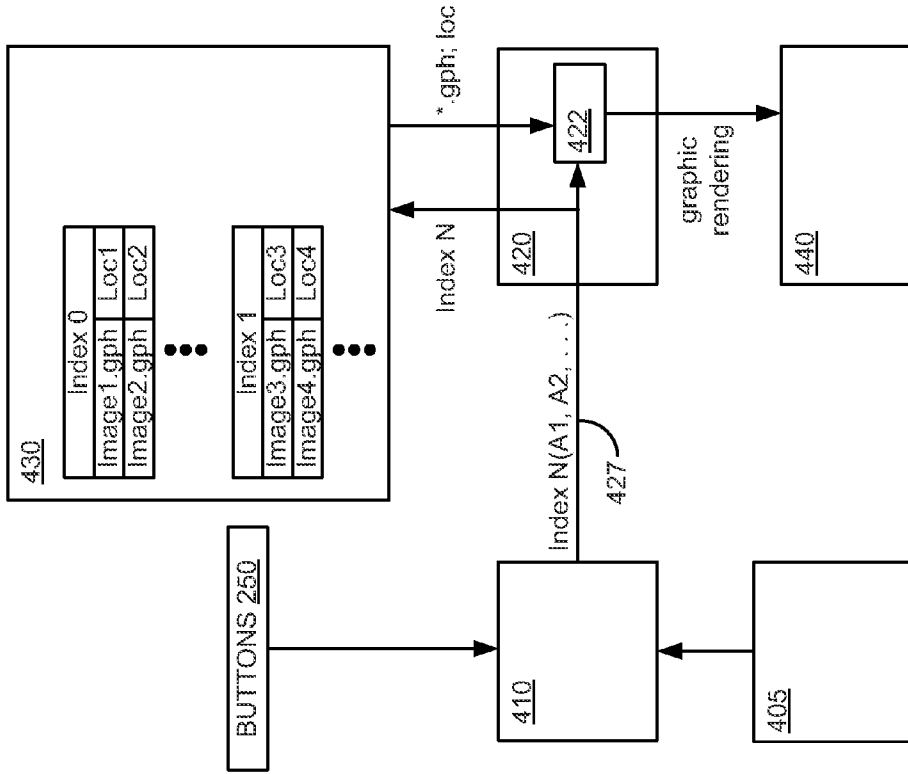 BUTTONS 250
410
405
Index N(A1, A2, . . .)
427
430
Index 0
Image1.gph Loc1
Image2.gph Loc2
Index 1
Image3.gph Loc3
Image4.gph Loc4
Index N
*.gph; loc
420
422
graphic
rendering
440